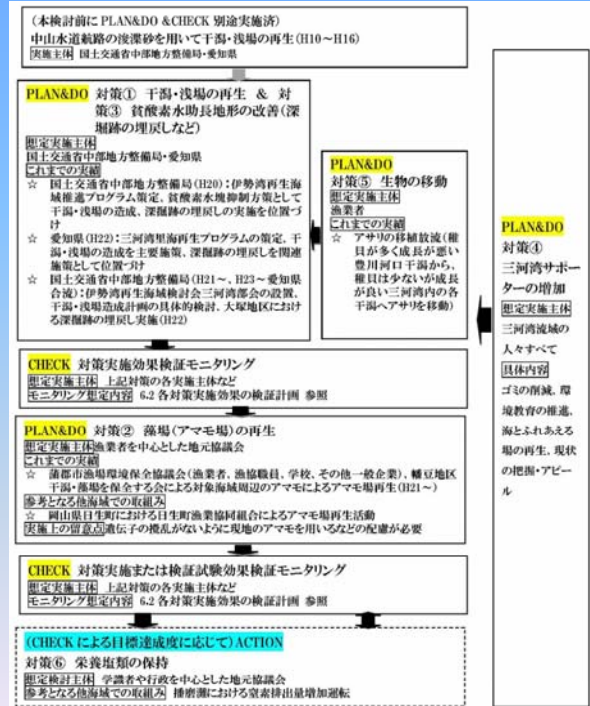 (本検討前に PLAN&DO &CHECK 別途実施済)
中山水道航路の浚渫砂を用いて干潟・浅場の再生(H10～H16)
実施主体 国土交通省中部地方整備局・愛知県
PLAN&DO 対策① 干潟・浅場の再生 & 対
策③ 貧酸素水助長地形の改善(深
堀跡の埋戻しなど)
想定実施主体
国土交通省中部地方整備局・愛知県
これまでの実績
☆ 国土交通省中部地方整備局(H20):伊勢湾再生海
域推進プログラム策定、貧酸素水塊抑制方策として
干潟・浅場の造成、深掘跡の埋戻しの実施を位置づ
け
☆ 愛知県(H22):三河湾里海再生プログラムの策定、干
潟・浅場の造成を主要施策、深掘跡の埋戻しを関連
施策として位置づけ
☆ 国土交通省中部地方整備局(H21～、H23～愛知県
合流):伊勢湾再生海域検討会三河湾部会の設置、
干潟・浅場造成計画の具体的検討、大塚地区におけ
る深掘跡の埋戻し実施(H22)
PLAN&DO
対策⑤ 生物の移動
想定実施主体
漁業者
これまでの実績
☆ アサリの移植放流(稚
貝が多く成長が悪い
豊川河口干潟から、
稚貝は少ないが成長
が良い三河湾内の各
干潟へアサリを移動)
PLAN&DO
対策④
三河湾サポ
ーターの増加
想定実施主体
三河湾流域の
人々すべて
具体内容
ゴミの削減、環
境教育の推進、
海とふれあえる
場の再生、現状
の把握・アピー
ル
CHECK 対策実施効果検証モニタリング
想定実施主体 上記対策の各実施主体など
モニタリング想定内容 6.2 各対策実施効果の検証計画 参照
PLAN&DO 対策② 藻場(アマモ場)の再生
想定実施主体 漁業者を中心とした地元協議会
これまでの実績
☆ 蒲郡市漁場環境保全協議会(漁業者、漁協職員、学校、その他一般企業)、幡豆地区
干潟・藻場を保全する会による対象海域周辺のアマモによるアマモ場再生(H21～)
参考となる他海域での取組み
☆ 岡山県日生町における日生町漁業協同組合によるアマモ場再生活動
実施上の留意点 遺伝子の撹乱がないように現地のアマモを用いるなどの配慮が必要
CHECK 対策実施または検証試験効果検証モニタリング
想定実施主体 上記対策の各実施主体など
モニタリング想定内容 6.2 各対策実施効果の検証計画 参照
(CHECK による目標達成度に応じて)ACTION
対策⑥ 栄養塩類の保持
想定検討主体 学識者や行政を中心とした地元協議会
参考となる他海域での取組み 播磨灘における窒素排出量増加運転